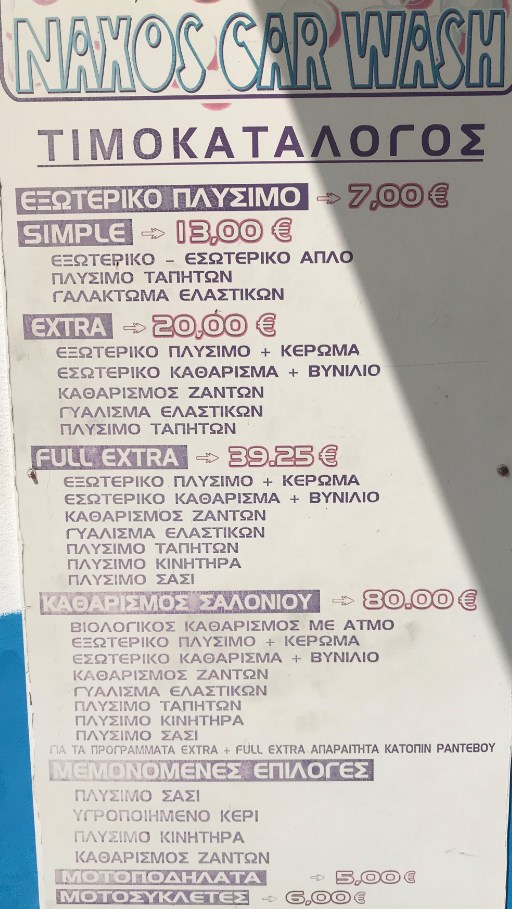 NAXOS CAR WASH
ΤΙΜΟΚΑΤΑΛΟΓΟΣ
ΕΞΩΤΕΡΙΚΟ ΠΛΥΣΙΜΟ ⇨ 7,00 €
SIMPLE ⇨ 13,00 €
ΕΞΩΤΕΡΙΚΟ - ΕΣΩΤΕΡΙΚΟ ΑΠΛΟ
ΠΛΥΣΙΜΟ ΤΑΠΗΤΩΝ
ΓΑΛΑΚΤΩΜΑ ΕΛΑΣΤΙΚΩΝ
EXTRA ⇨ 20,00 €
ΕΞΩΤΕΡΙΚΟ ΠΛΥΣΙΜΟ + ΚΕΡΩΜΑ
ΕΣΩΤΕΡΙΚΟ ΚΑΘΑΡΙΣΜΑ + ΒΥΝΙΛΙΟ
ΚΑΘΑΡΙΣΜΟΣ ΖΑΝΤΩΝ
ΓΥΑΛΙΣΜΑ ΕΛΑΣΤΙΚΩΝ
ΠΛΥΣΙΜΟ ΤΑΠΗΤΩΝ
FULL EXTRA ⇨ 39.25 €
ΕΞΩΤΕΡΙΚΟ ΠΛΥΣΙΜΟ + ΚΕΡΩΜΑ
ΕΣΩΤΕΡΙΚΟ ΚΑΘΑΡΙΣΜΑ + ΒΥΝΙΛΙΟ
ΚΑΘΑΡΙΣΜΟΣ ΖΑΝΤΩΝ
ΓΥΑΛΙΣΜΑ ΕΛΑΣΤΙΚΩΝ
ΠΛΥΣΙΜΟ ΤΑΠΗΤΩΝ
ΠΛΥΣΙΜΟ ΚΙΝΗΤΗΡΑ
ΠΛΥΣΙΜΟ ΣΑΣΙ
ΚΑΘΑΡΙΣΜΟΣ ΣΑΛΟΝΙΟΥ ⇨ 80.00 €
ΒΙΟΛΟΓΙΚΟΣ ΚΑΘΑΡΙΣΜΟΣ ΜΕ ΑΤΜΟ
ΕΞΩΤΕΡΙΚΟ ΠΛΥΣΙΜΟ + ΚΕΡΩΜΑ
ΕΣΩΤΕΡΙΚΟ ΚΑΘΑΡΙΣΜΑ + ΒΥΝΙΛΙΟ
ΚΑΘΑΡΙΣΜΟΣ ΖΑΝΤΩΝ
ΓΥΑΛΙΣΜΑ ΕΛΑΣΤΙΚΩΝ
ΠΛΥΣΙΜΟ ΤΑΠΗΤΩΝ
ΠΛΥΣΙΜΟ ΚΙΝΗΤΗΡΑ
ΠΛΥΣΙΜΟ ΣΑΣΙ
ΓΙΑ ΤΑ ΠΡΟΓΡΑΜΜΑΤΑ EXTRA + FULL EXTRA ΑΠΑΡΑΙΤΗΤΑ ΚΑΤΟΠΙΝ ΡΑΝΤΕΒΟΥ
ΜΕΜΟΝΟΜΕΝΕΣ ΕΠΙΛΟΓΕΣ
ΠΛΥΣΙΜΟ ΣΑΣΙ
ΥΓΡΟΠΟΙΗΜΕΝΟ ΚΕΡΙ
ΠΛΥΣΙΜΟ ΚΙΝΗΤΗΡΑ
ΚΑΘΑΡΙΣΜΟΣ ΖΑΝΤΩΝ
ΜΟΤΟΠΟΔΗΛΑΤΑ ⇨ 5,00 €
ΜΟΤΟΣΥΚΛΕΤΕΣ ⇨ 6,00 €